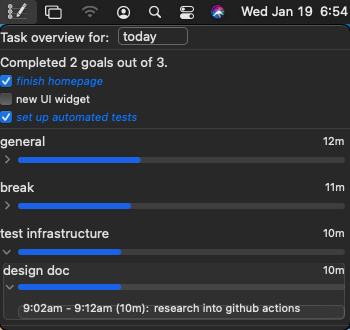 Wed Jan 19 6:54
Task overview for: today
Completed 2 goals out of 3.
finish homepage
new UI widget
set up automated tests
general 12m
break 11m
test infrastructure 10m
design doc 10m
9:02am - 9:12am (10m): research into github actions